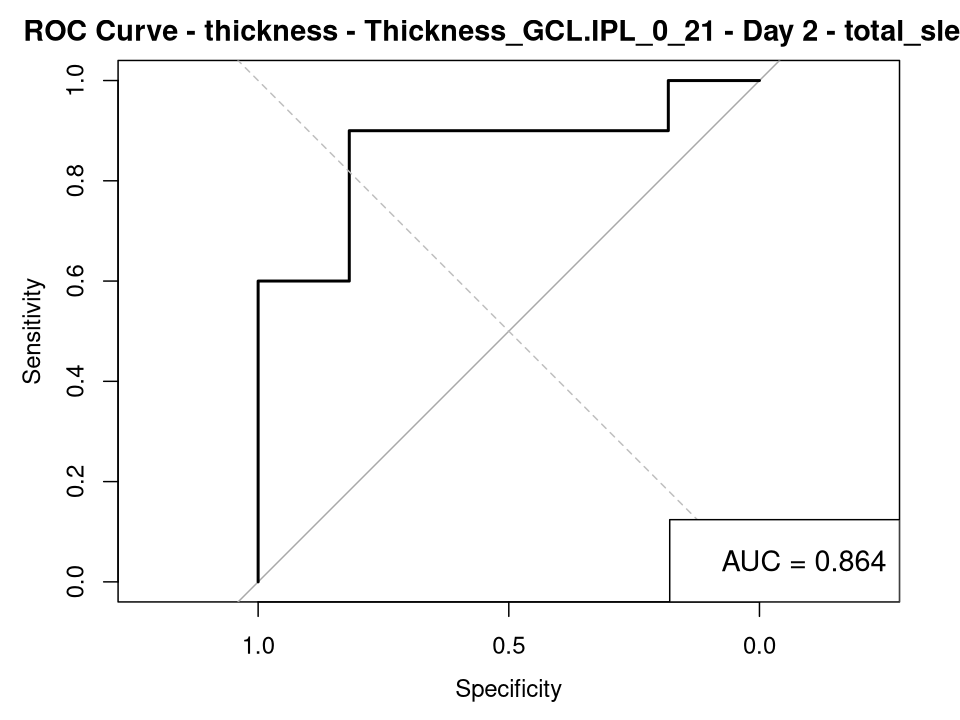 ROC Curve - thickness - Thickness_GCL.IPL_0_21 - Day 2 - total_sle
1.0
0.8
0.6
0.4
0.2
0.0
Sensitivity
AUC = 0.864
1.0 0.5 0.0
Specificity